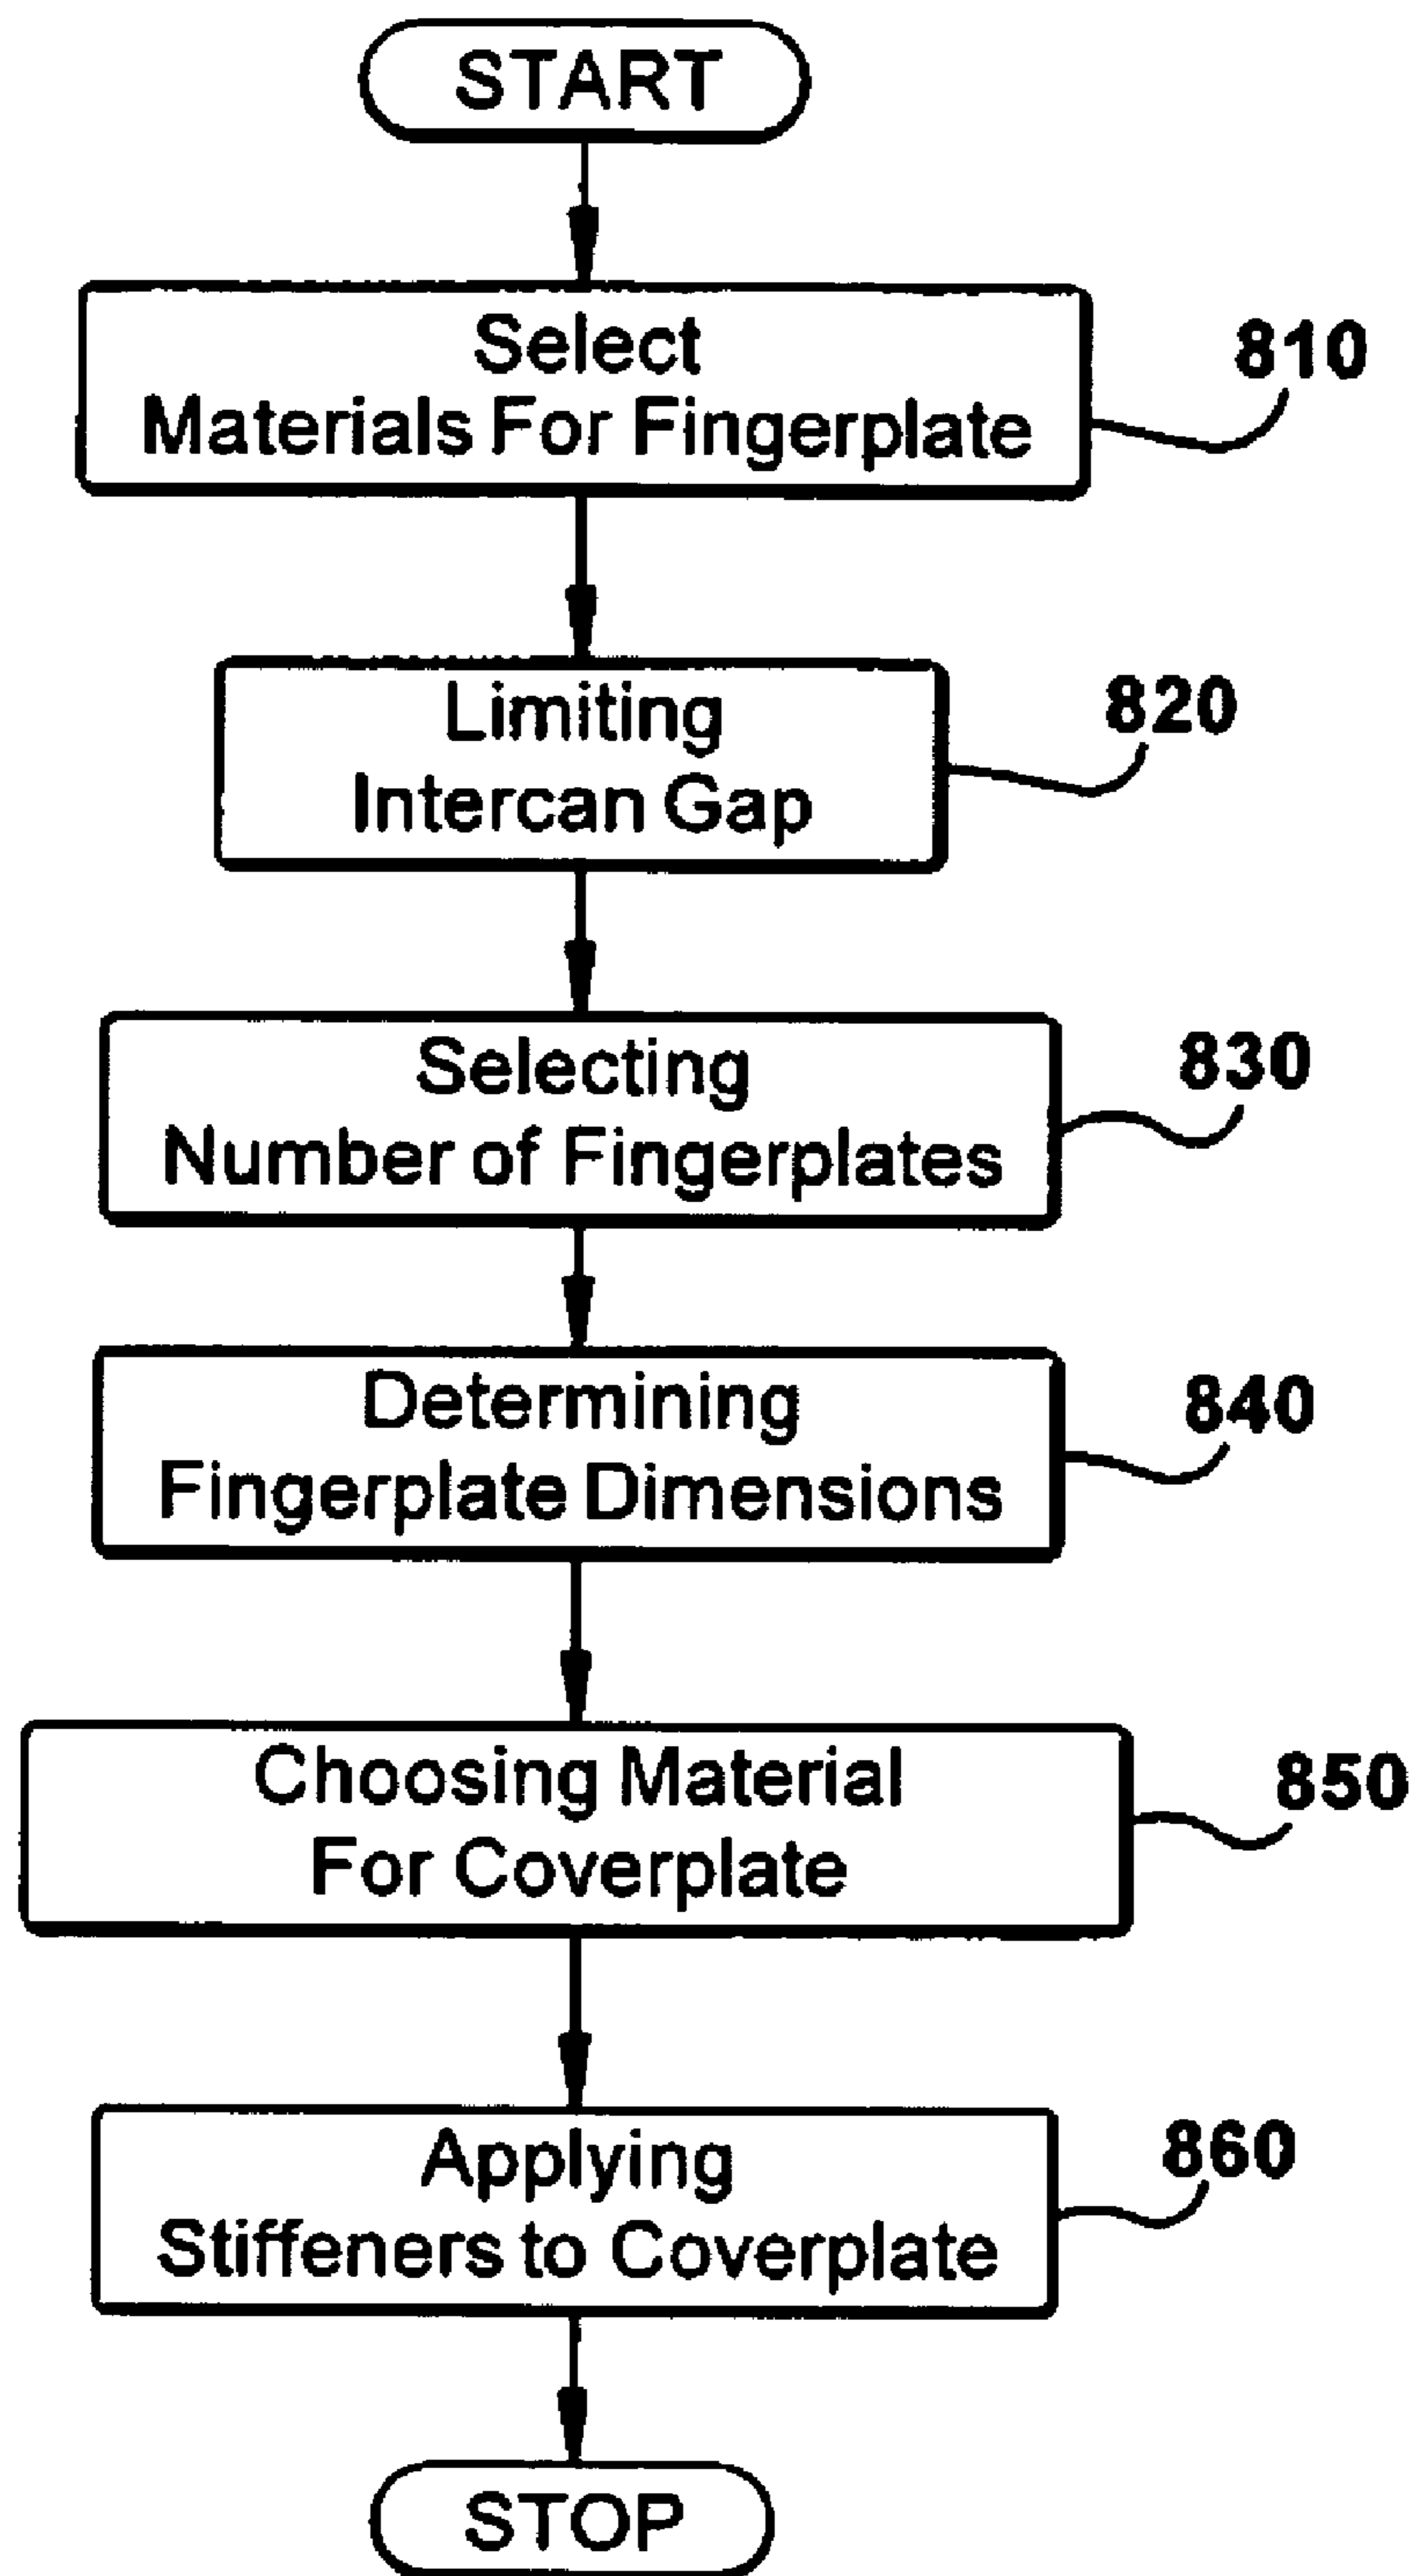 START
Select
Materials For Fingerplate
810
Limiting
Intercan Gap
820
Selecting
Number of Fingerplates
830
Determining
Fingerplate Dimensions
840
Choosing Material
For Coverplate
850
Applying
Stiffeners to Coverplate
860
STOP